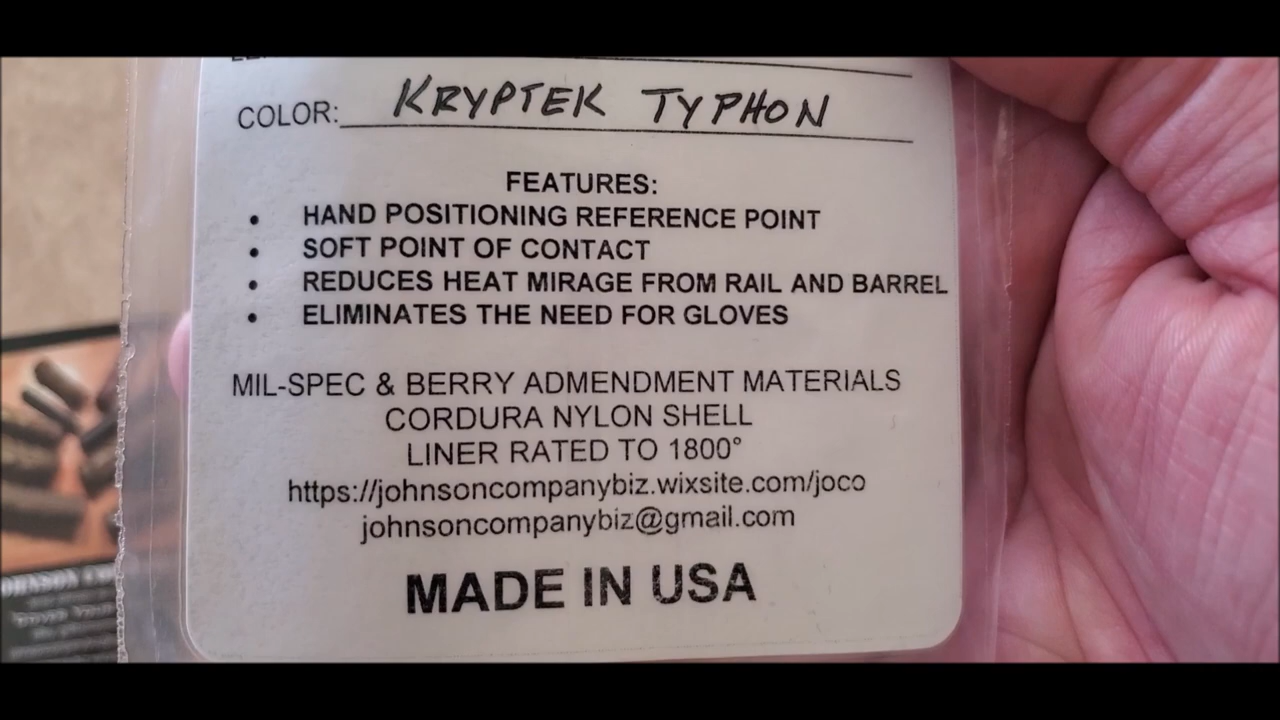 COLOR: KRYPTEK TYPHON
FEATURES:
• HAND POSITIONING REFERENCE POINT
• SOFT POINT OF CONTACT
• REDUCES HEAT MIRAGE FROM RAIL AND BARREL
• ELIMINATES THE NEED FOR GLOVES
MIL-SPEC & BERRY ADMENDMENT MATERIALS
CORDURA NYLON SHELL
LINER RATED TO 1800°
https://johnsoncompanybiz.wixsite.com/joco
johnsoncompanybiz@gmail.com
MADE IN USA